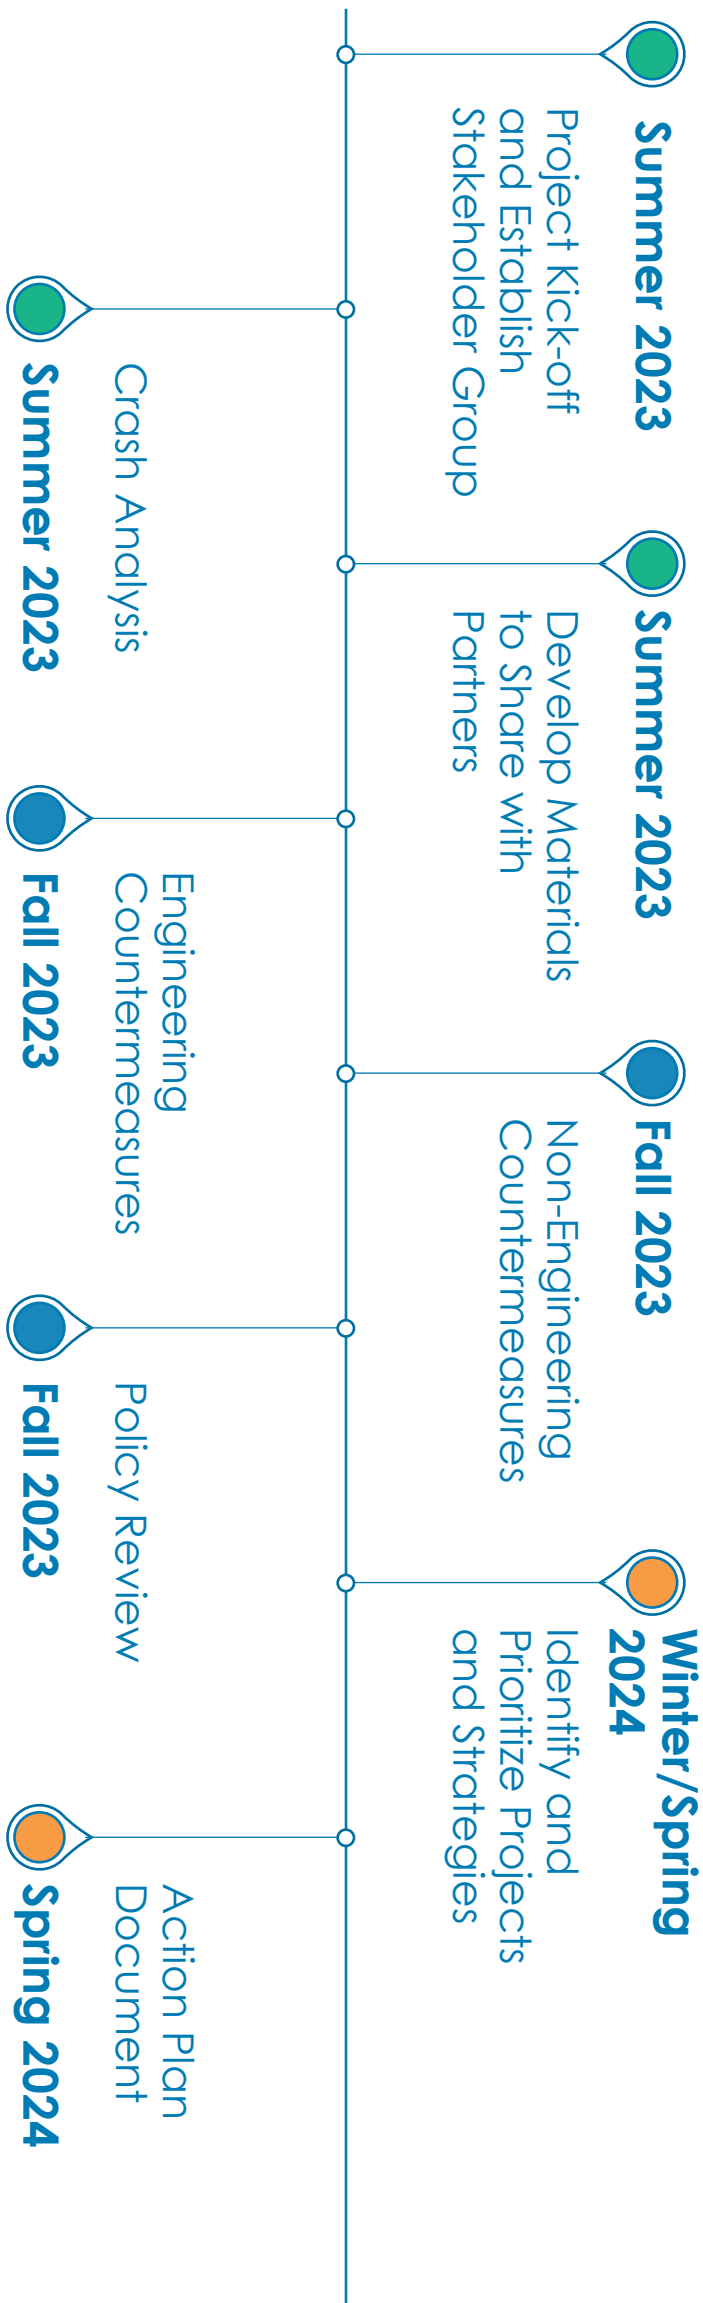 Summer 2023
Project Kick-off
and Establish
Stakeholder Group
Summer 2023
Crash Analysis
Summer 2023
Develop Materials
to Share with
Partners
Fall 2023
Engineering
Countermeasures
Fall 2023
Non-Engineering
Countermeasures
Fall 2023
Policy Review
Winter/Spring
2024
Identify and
Prioritize Projects
and Strategies
Spring 2024
Action Plan
Document